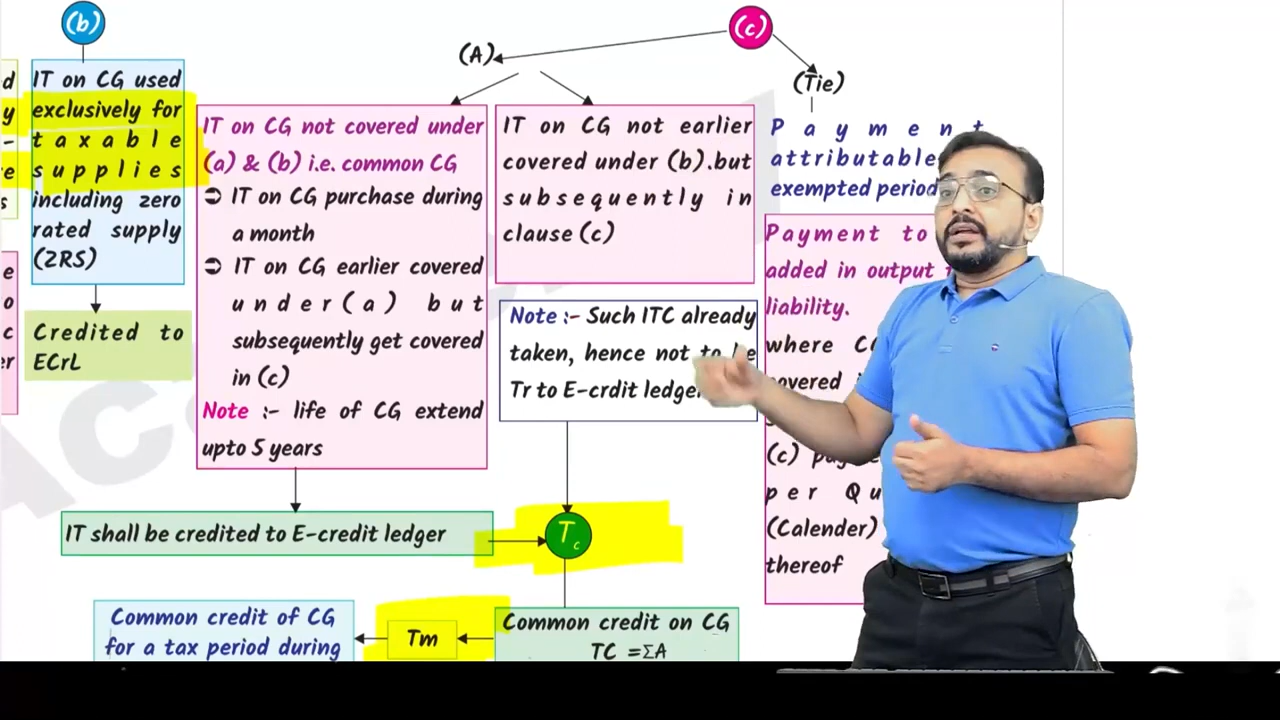 (b)
(c)
(A)
(Tie)
d
y
-
e
s
e
o
c
er
IT on CG used
exclusively for
taxable
supplies
including zero
rated supply
(ZRS)
Credited to
ECrL
IT on CG not covered under
(a) & (b) i.e. common CG
➲ IT on CG purchase during
a month
➲ IT on CG earlier covered
under(a) but
subsequently get covered
in (c)
Note :- life of CG extend
upto 5 years
IT on CG not earlier
covered under (b).but
subsequently in
clause (c)
Note :- Such ITC already
taken, hence not to be
Tr to E-crdit ledger
Payment
attributable
exempted period
Payment to
added in output
liability.
where
(c)
per Qu
(Calender)
thereof
IT shall be credited to E-credit ledger
Tc
Common credit of CG
for a tax period during
Tm
Common credit on CG
TC =ΣA